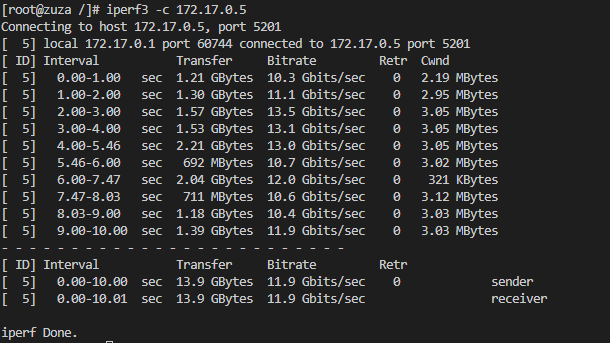 [root@zuza /]# iperf3 -c 172.17.0.5
Connecting to host 172.17.0.5, port 5201
[  5] local 172.17.0.1 port 60744 connected to 172.17.0.5 port 5201
[ ID] Interval           Transfer     Bitrate         Retr  Cwnd
[  5]   0.00-1.00   sec  1.21 GBytes  10.3 Gbits/sec    0   2.19 MBytes
[  5]   1.00-2.00   sec  1.30 GBytes  11.1 Gbits/sec    0   2.95 MBytes
[  5]   2.00-3.00   sec  1.57 GBytes  13.5 Gbits/sec    0   3.05 MBytes
[  5]   3.00-4.00   sec  1.53 GBytes  13.1 Gbits/sec    0   3.05 MBytes
[  5]   4.00-5.46   sec  2.21 GBytes  13.0 Gbits/sec    0   3.05 MBytes
[  5]   5.46-6.00   sec   692 MBytes  10.7 Gbits/sec    0   3.02 MBytes
[  5]   6.00-7.47   sec  2.04 GBytes  12.0 Gbits/sec    0    321 KBytes
[  5]   7.47-8.03   sec   711 MBytes  10.6 Gbits/sec    0   3.12 MBytes
[  5]   8.03-9.00   sec  1.18 GBytes  10.4 Gbits/sec    0   3.03 MBytes
[  5]   9.00-10.00  sec  1.39 GBytes  11.9 Gbits/sec    0   3.03 MBytes
- - - - - - - - - - - - - - - - - - - - - - - - -
[ ID] Interval           Transfer     Bitrate         Retr
[  5]   0.00-10.00  sec  13.9 GBytes  11.9 Gbits/sec    0             sender
[  5]   0.00-10.01  sec  13.9 GBytes  11.9 Gbits/sec                  receiver
iperf Done.